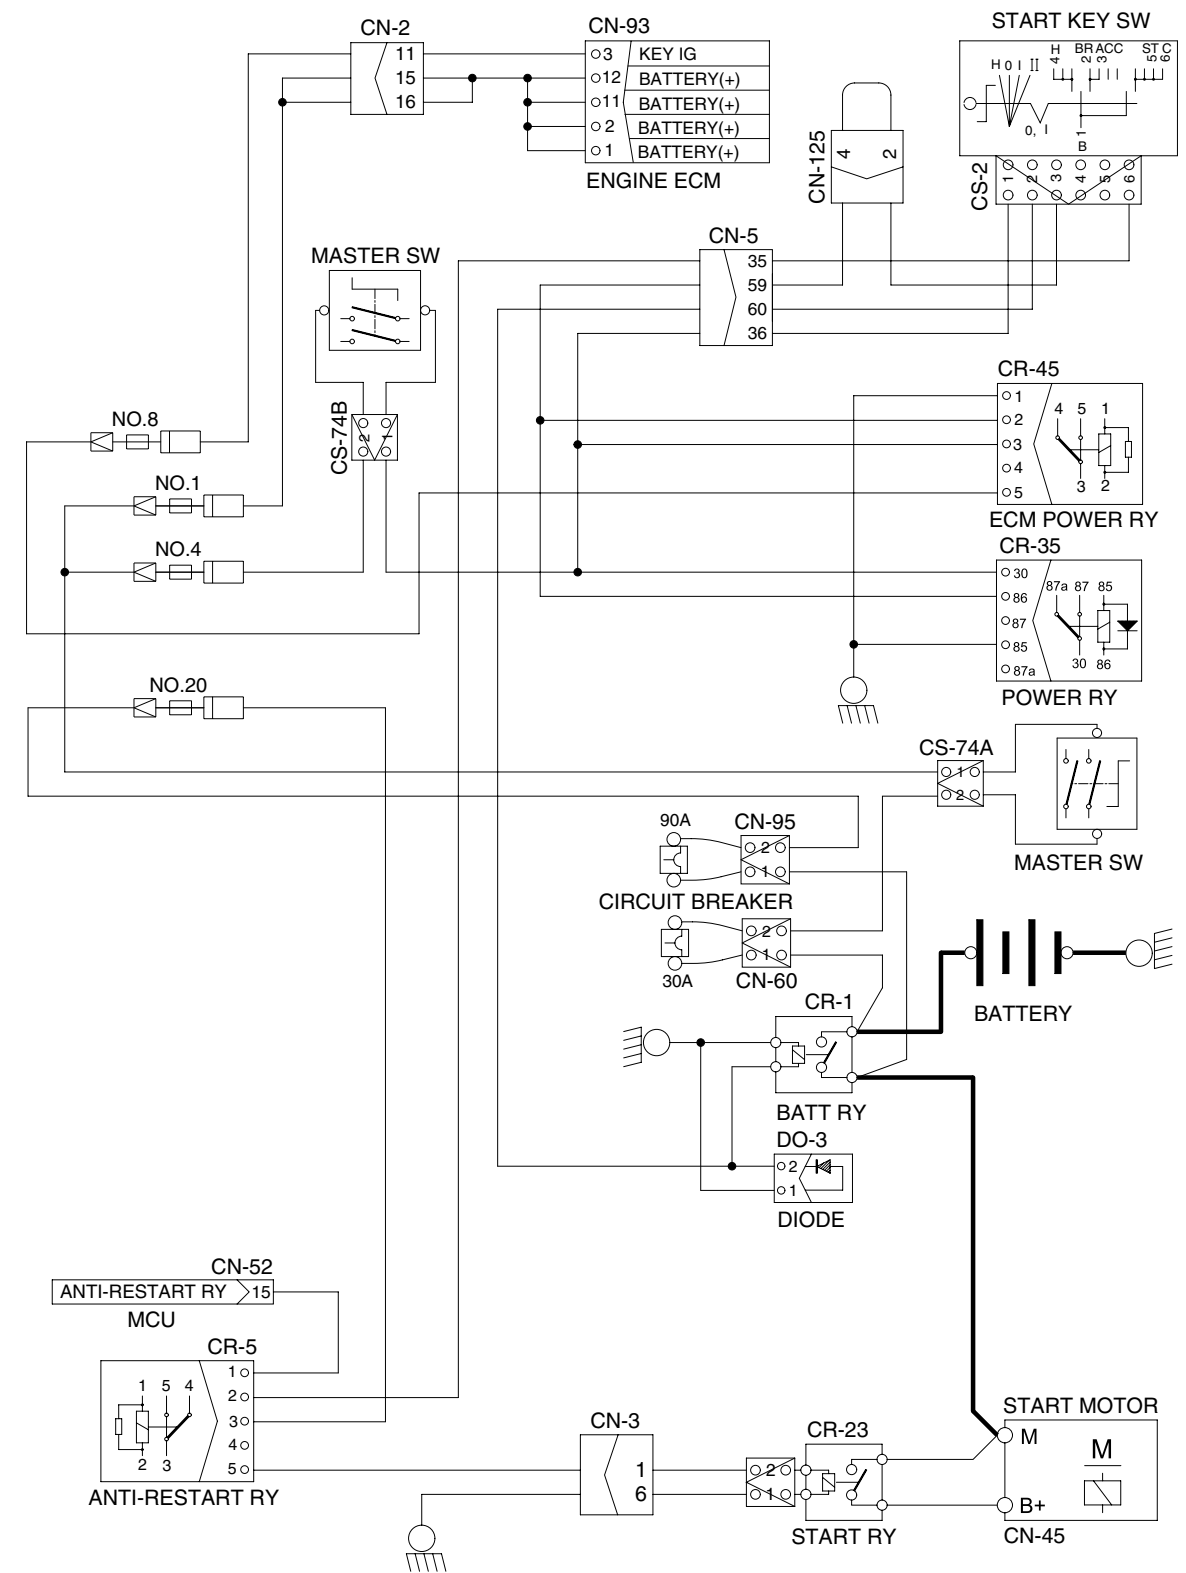 CN-2
CN-93
START KEY SW
11
15
16
3 KEY IG
12 BATTERY(+)
11 BATTERY(+)
2 BATTERY(+)
1 BATTERY(+)
ENGINE ECM
H BR ACC ST C
4 2 3 5 6
H 0 I II
0, I
1
B
CS-2
1 2 3 4 5 6
CN-125
4 2
CN-5
35
59
60
36
MASTER SW
CS-74B
2 1
CR-45
1
2
3
4
5
4 5 1
3 2
ECM POWER RY
NO.8
NO.1
NO.4
CR-35
30
86
87
85
87a
87a 87 85
30 86
POWER RY
NO.20
CS-74A
1
2
MASTER SW
90A
CN-95
2
1
CIRCUIT BREAKER
2
1
30A
CN-60
BATTERY
CR-1
BATT RY
DO-3
2
1
DIODE
CN-52
ANTI-RESTART RY 15
MCU
CR-5
1
2
3
4
5
1 5 4
2 3
ANTI-RESTART RY
CN-3
1
6
2
1
CR-23
START RY
START MOTOR
M
M
B+
CN-45